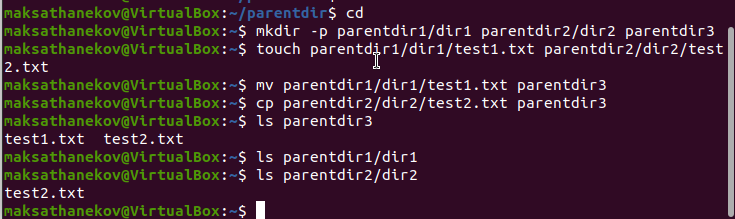 maksathanekov@VirtualBox:~/parentdir$ cd
maksathanekov@VirtualBox:~$ mkdir -p parentdir1/dir1 parentdir2/dir2 parentdir3
maksathanekov@VirtualBox:~$ touch parentdir1/dir1/test1.txt parentdir2/dir2/test
2.txt
maksathanekov@VirtualBox:~$ mv parentdir1/dir1/test1.txt parentdir3
maksathanekov@VirtualBox:~$ cp parentdir2/dir2/test2.txt parentdir3
maksathanekov@VirtualBox:~$ ls parentdir3
test1.txt  test2.txt
maksathanekov@VirtualBox:~$ ls parentdir1/dir1
maksathanekov@VirtualBox:~$ ls parentdir2/dir2
test2.txt
maksathanekov@VirtualBox:~$